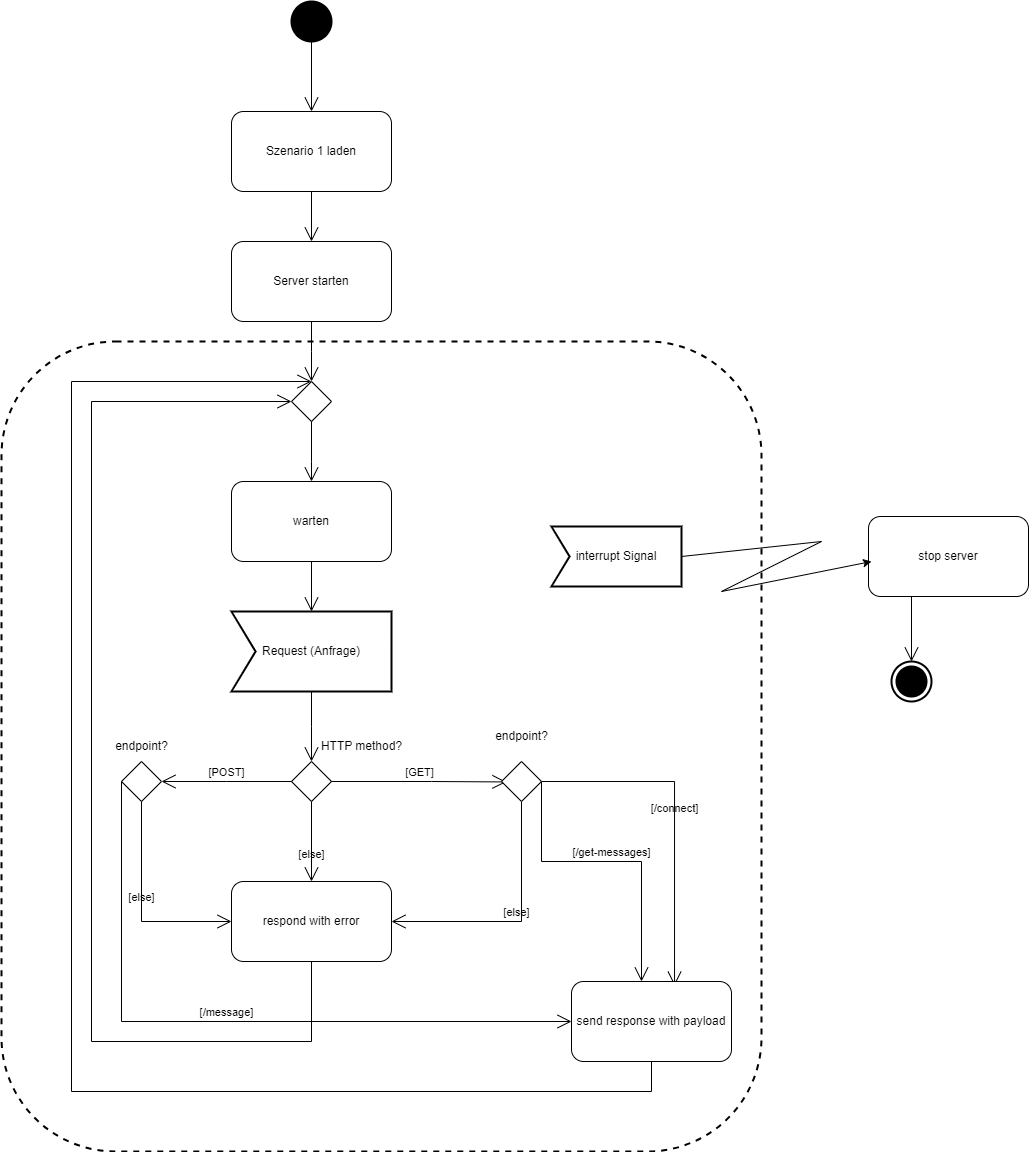 Szenario 1 laden
Server starten
warten
interrupt Signal
stop server
Request (Anfrage)
endpoint?
HTTP method?
endpoint?
[POST]
[GET]
[/connect]
[else]
[/get-messages]
[else]
[else]
respond with error
[/message]
send response with payload